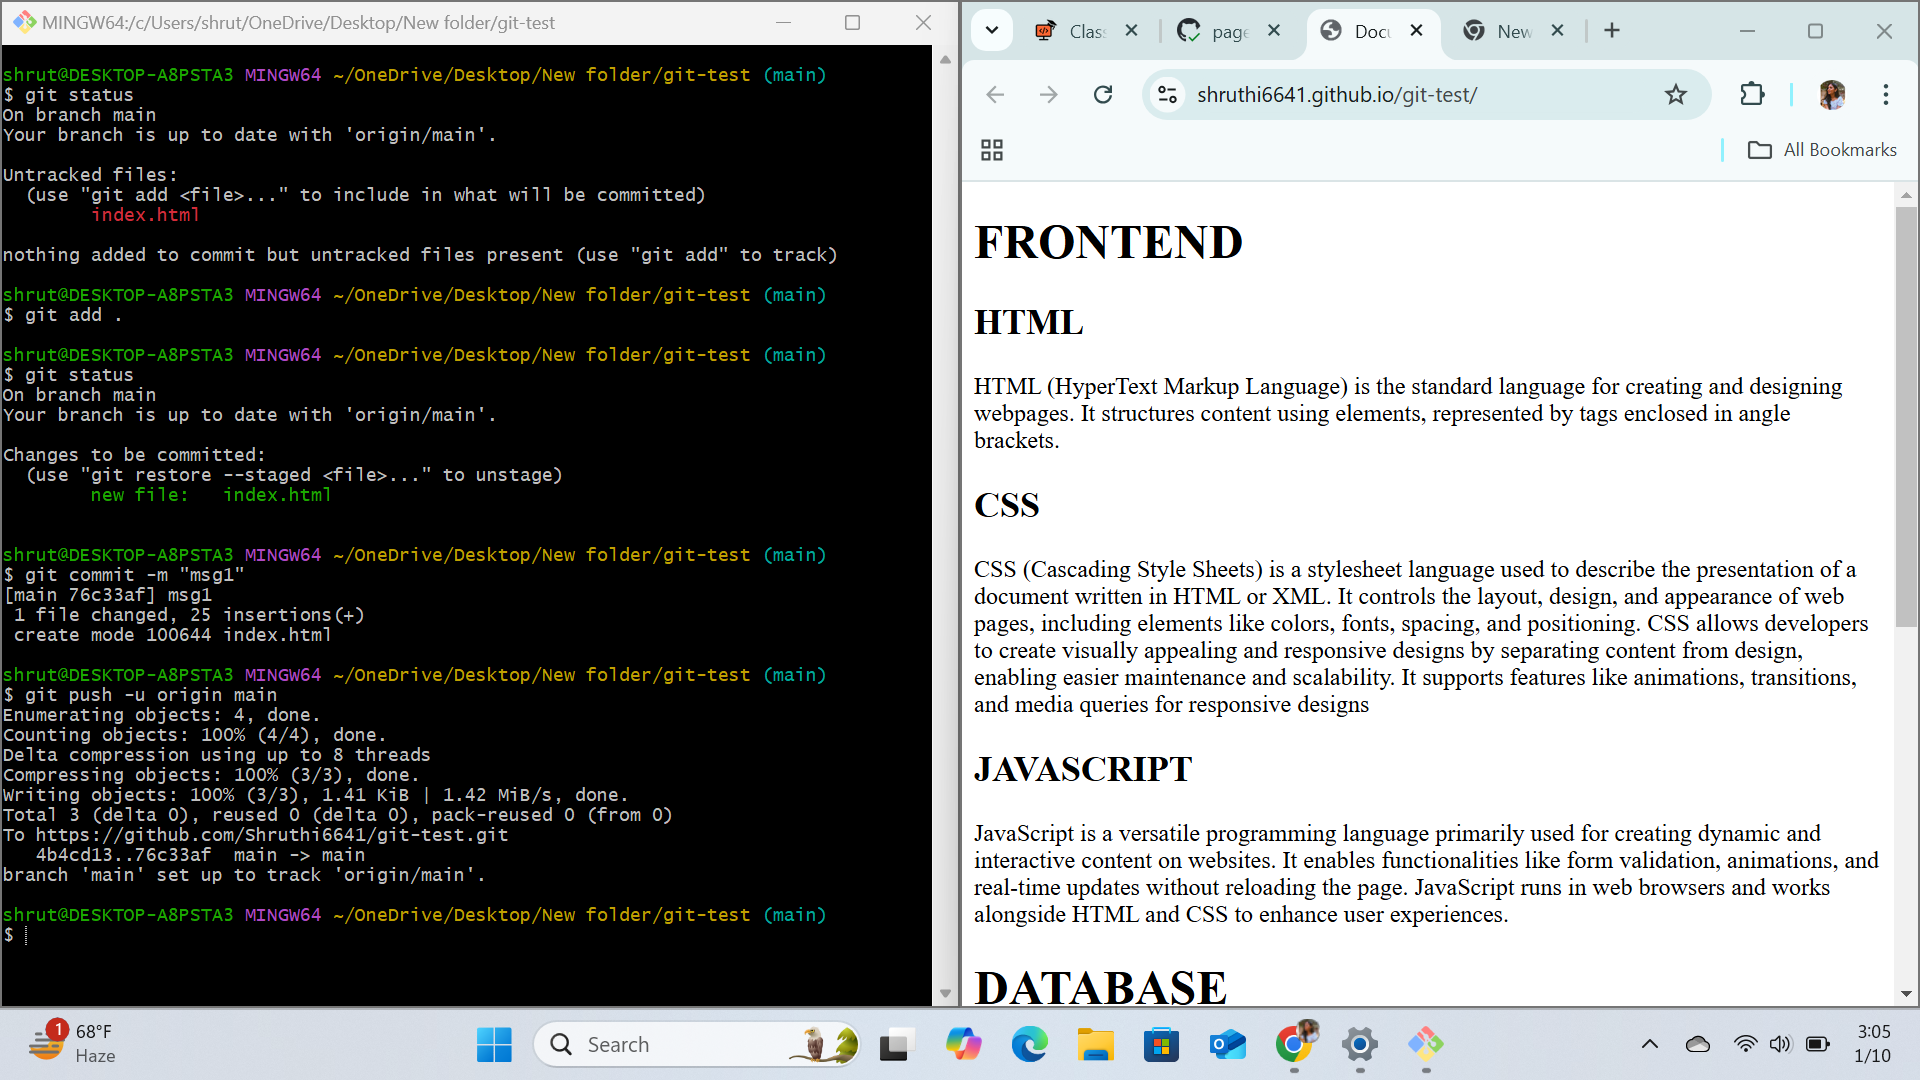 MINGW64:/c/Users/shrut/OneDrive/Desktop/New folder/git-test
shrut@DESKTOP-A8PSTA3 MINGW64 ~/OneDrive/Desktop/New folder/git-test (main)
$ git status
On branch main
Your branch is up to date with 'origin/main'.
Untracked files:
(use "git add <file>..." to include in what will be committed)
index.html
nothing added to commit but untracked files present (use "git add" to track)
shrut@DESKTOP-A8PSTA3 MINGW64 ~/OneDrive/Desktop/New folder/git-test (main)
$ git add .
shrut@DESKTOP-A8PSTA3 MINGW64 ~/OneDrive/Desktop/New folder/git-test (main)
$ git status
On branch main
Your branch is up to date with 'origin/main'.
Changes to be committed:
(use "git restore --staged <file>..." to unstage)
new file:   index.html
shrut@DESKTOP-A8PSTA3 MINGW64 ~/OneDrive/Desktop/New folder/git-test (main)
$ git commit -m "msg1"
[main 76c33af] msg1
1 file changed, 25 insertions(+)
create mode 100644 index.html
shrut@DESKTOP-A8PSTA3 MINGW64 ~/OneDrive/Desktop/New folder/git-test (main)
$ git push -u origin main
Enumerating objects: 4, done.
Counting objects: 100% (4/4), done.
Delta compression using up to 8 threads
Compressing objects: 100% (3/3), done.
Writing objects: 100% (3/3), 1.41 KiB | 1.42 MiB/s, done.
Total 3 (delta 0), reused 0 (delta 0), pack-reused 0 (from 0)
To https://github.com/Shruthi6641/git-test.git
4b4cd13..76c33af  main -> main
branch 'main' set up to track 'origin/main'.
shrut@DESKTOP-A8PSTA3 MINGW64 ~/OneDrive/Desktop/New folder/git-test (main)
$
Clas page Docu New
shruthi6641.github.io/git-test/
All Bookmarks
FRONTEND
HTML
HTML (HyperText Markup Language) is the standard language for creating and designing
webpages. It structures content using elements, represented by tags enclosed in angle
brackets.
CSS
CSS (Cascading Style Sheets) is a stylesheet language used to describe the presentation of a
document written in HTML or XML. It controls the layout, design, and appearance of web
pages, including elements like colors, fonts, spacing, and positioning. CSS allows developers
to create visually appealing and responsive designs by separating content from design,
enabling easier maintenance and scalability. It supports features like animations, transitions,
and media queries for responsive designs
JAVASCRIPT
JavaScript is a versatile programming language primarily used for creating dynamic and
interactive content on websites. It enables functionalities like form validation, animations, and
real-time updates without reloading the page. JavaScript runs in web browsers and works
alongside HTML and CSS to enhance user experiences.
DATABASE
1
68°F
Haze
Search
3:05
1/10